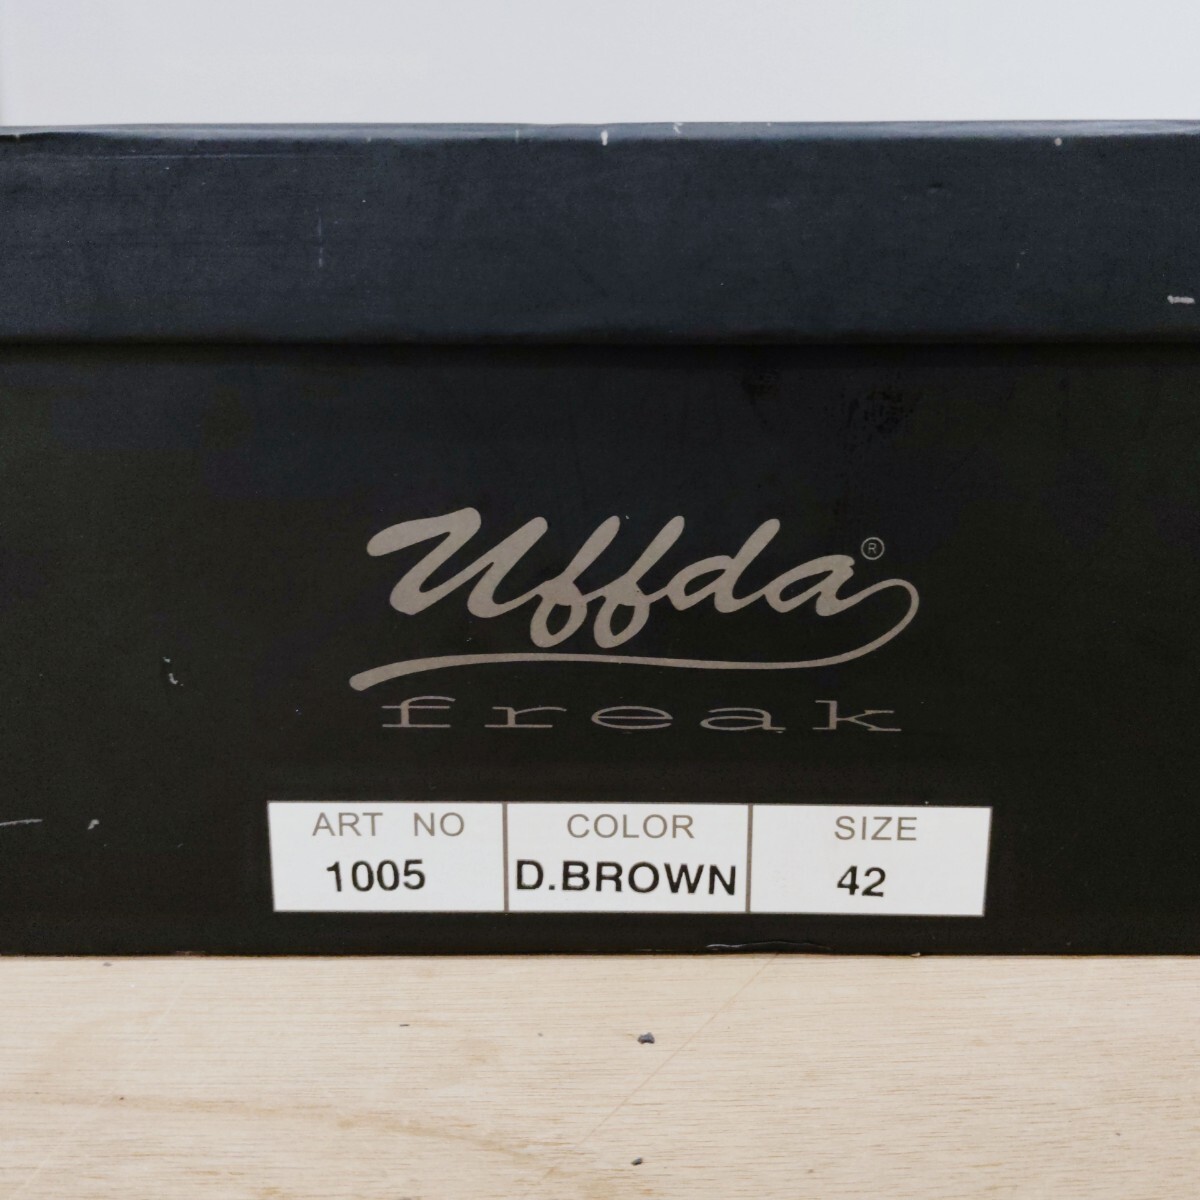 Uffda®
freak
ART NO COLOR SIZE
1005 D.BROWN 42